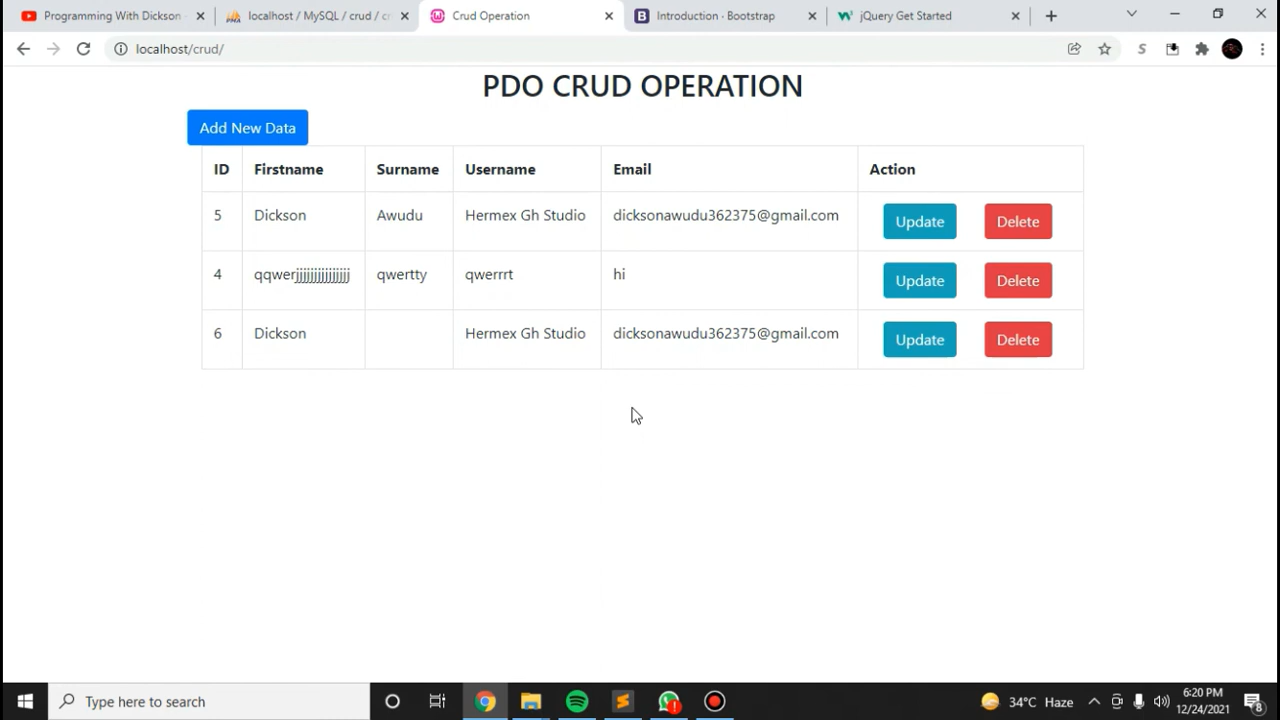 Programming With Dickson
localhost / MySQL / crud / cr
Crud Operation
Introduction · Bootstrap
jQuery Get Started
localhost/crud/
PDO CRUD OPERATION
Add New Data
ID Firstname Surname Username Email Action
5 Dickson Awudu Hermex Gh Studio dicksonawudu362375@gmail.com Update Delete
4 qqwerjjjjjjjjjjjjjjj qwertty qwerrrt hi Update Delete
6 Dickson Hermex Gh Studio dicksonawudu362375@gmail.com Update Delete
Type here to search
34°C Haze
6:20 PM
12/24/2021
8